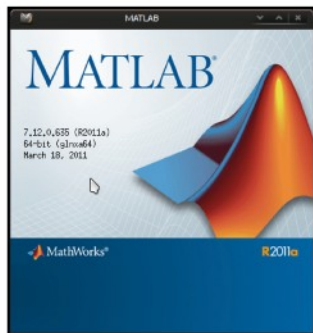 MATLAB
MATLAB®
7.12.0.635 (R2011a)
64-bit (glnxa64)
March 18, 2011
MathWorks®
R2011a